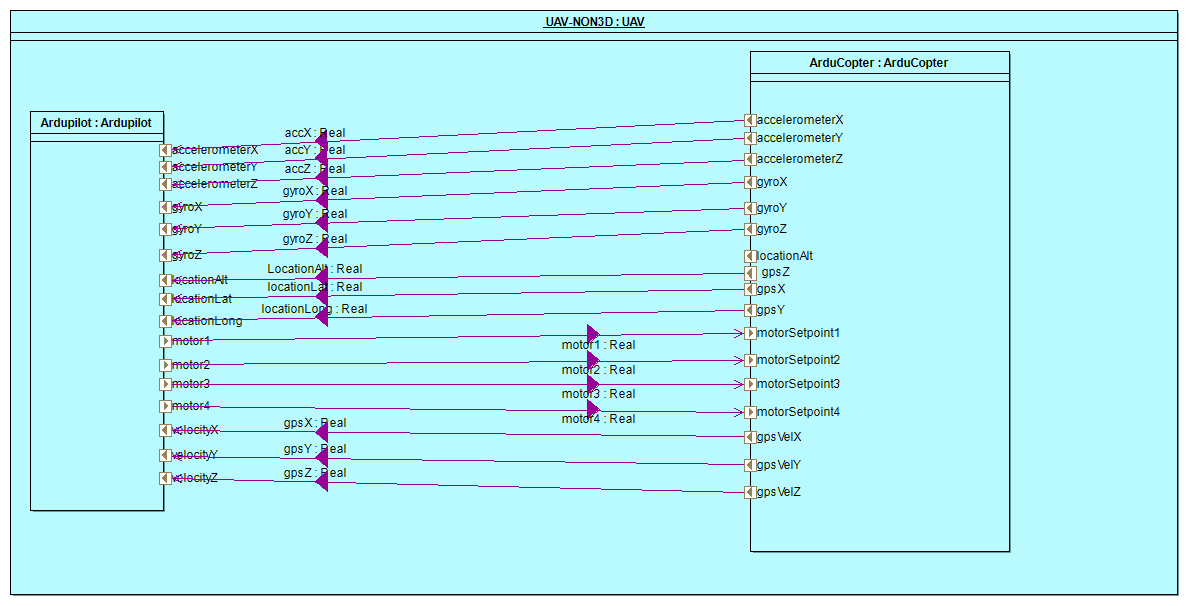 UAV-NON3D : UAV
ArduCopter : ArduCopter
Ardupilot : Ardupilot
accelerometerX
accelerometerY
accelerometerZ
gyroX
gyroY
gyroZ
locationAlt
locationLat
locationLong
motor1
motor2
motor3
motor4
velocityX
velocityY
velocityZ
accX : Real
accY : Real
accZ : Real
gyroX : Real
gyroY : Real
gyroZ : Real
LocationAlt : Real
locationLat : Real
locationLong : Real
motor1 : Real
motor2 : Real
motor3 : Real
motor4 : Real
gpsX : Real
gpsY : Real
gpsZ : Real
accelerometerX
accelerometerY
accelerometerZ
gyroX
gyroY
gyroZ
locationAlt
gpsZ
gpsX
gpsY
motorSetpoint1
motorSetpoint2
motorSetpoint3
motorSetpoint4
gpsVelX
gpsVelY
gpsVelZ